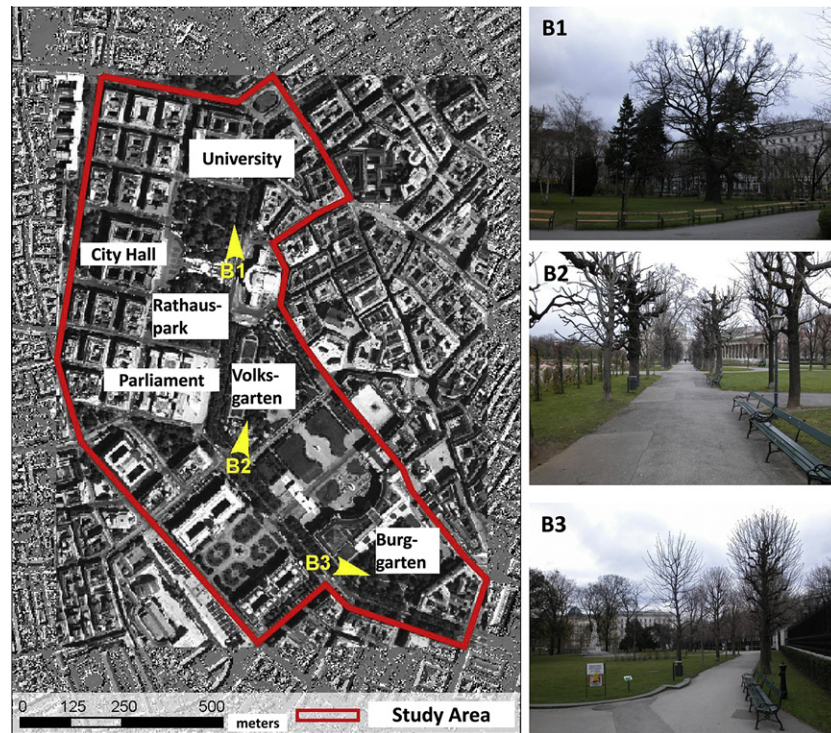 University
B1
City Hall
Rathaus-
park
Parliament
Volks-
garten
B2
B3
Burg-
garten
0 125 250 500
meters
Study Area
B1
B2
B3